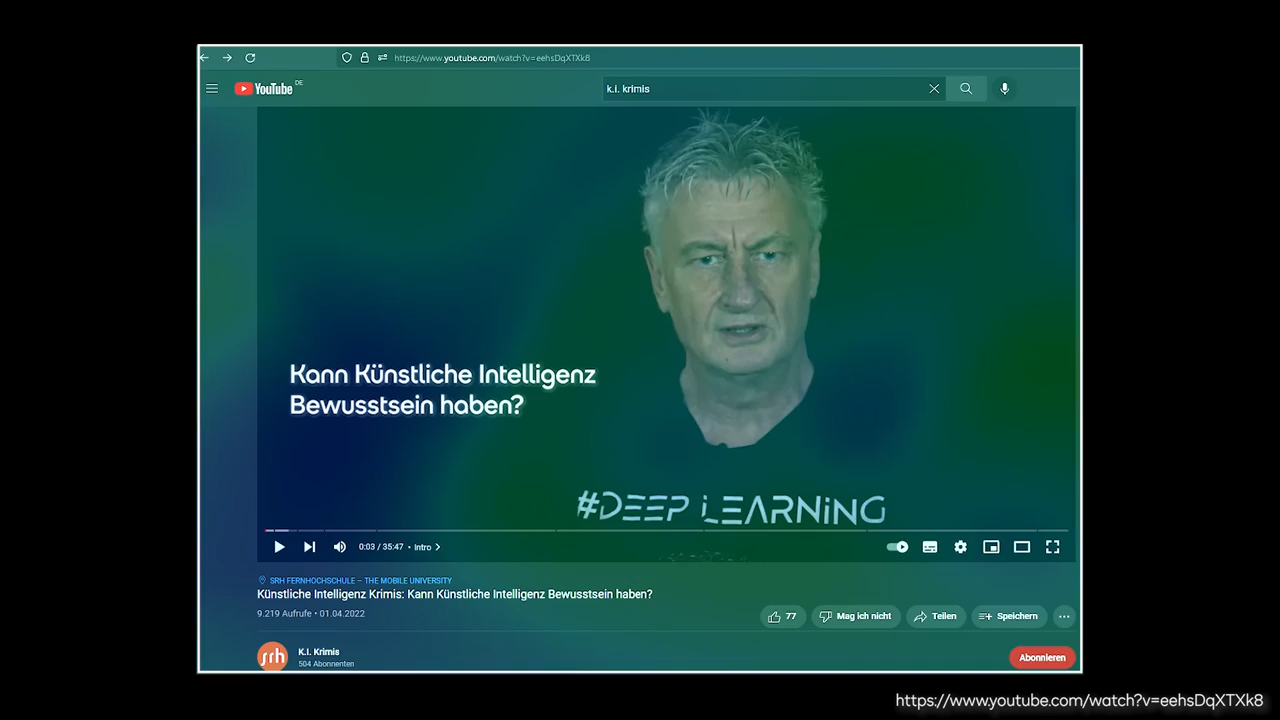 https://www.youtube.com/watch?v=eehsDqXTXk8
YouTube DE
k.i. krimis
Kann Künstliche Intelligenz
Bewusstsein haben?
#DEEP LEARNING
0:03 / 35:47 • Intro
SRH FERNHOCHSCHULE – THE MOBILE UNIVERSITY
Künstliche Intelligenz Krimis: Kann Künstliche Intelligenz Bewusstsein haben?
9.219 Aufrufe • 01.04.2022
77 Mag ich nicht Teilen Speichern
srh K.I. Krimis
504 Abonnenten
Abonnieren
https://www.youtube.com/watch?v=eehsDqXTXk8